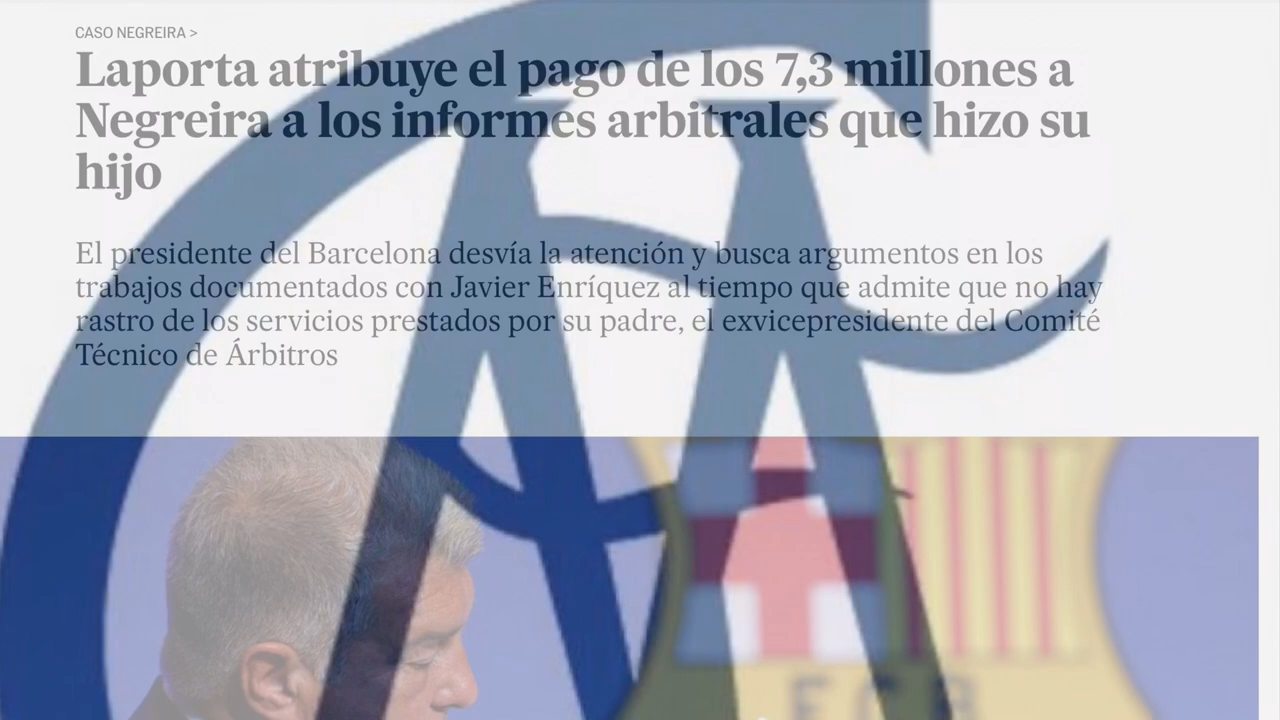 CASO NEGREIRA >
Laporta atribuye el pago de los 7,3 millones a
Negreira a los informes arbitrales que hizo su
hijo
El presidente del Barcelona desvía la atención y busca argumentos en los
trabajos documentados con Javier Enríquez al tiempo que admite que no hay
rastro de los servicios prestados por su padre, el exvicepresidente del Comité
Técnico de Árbitros
F C B